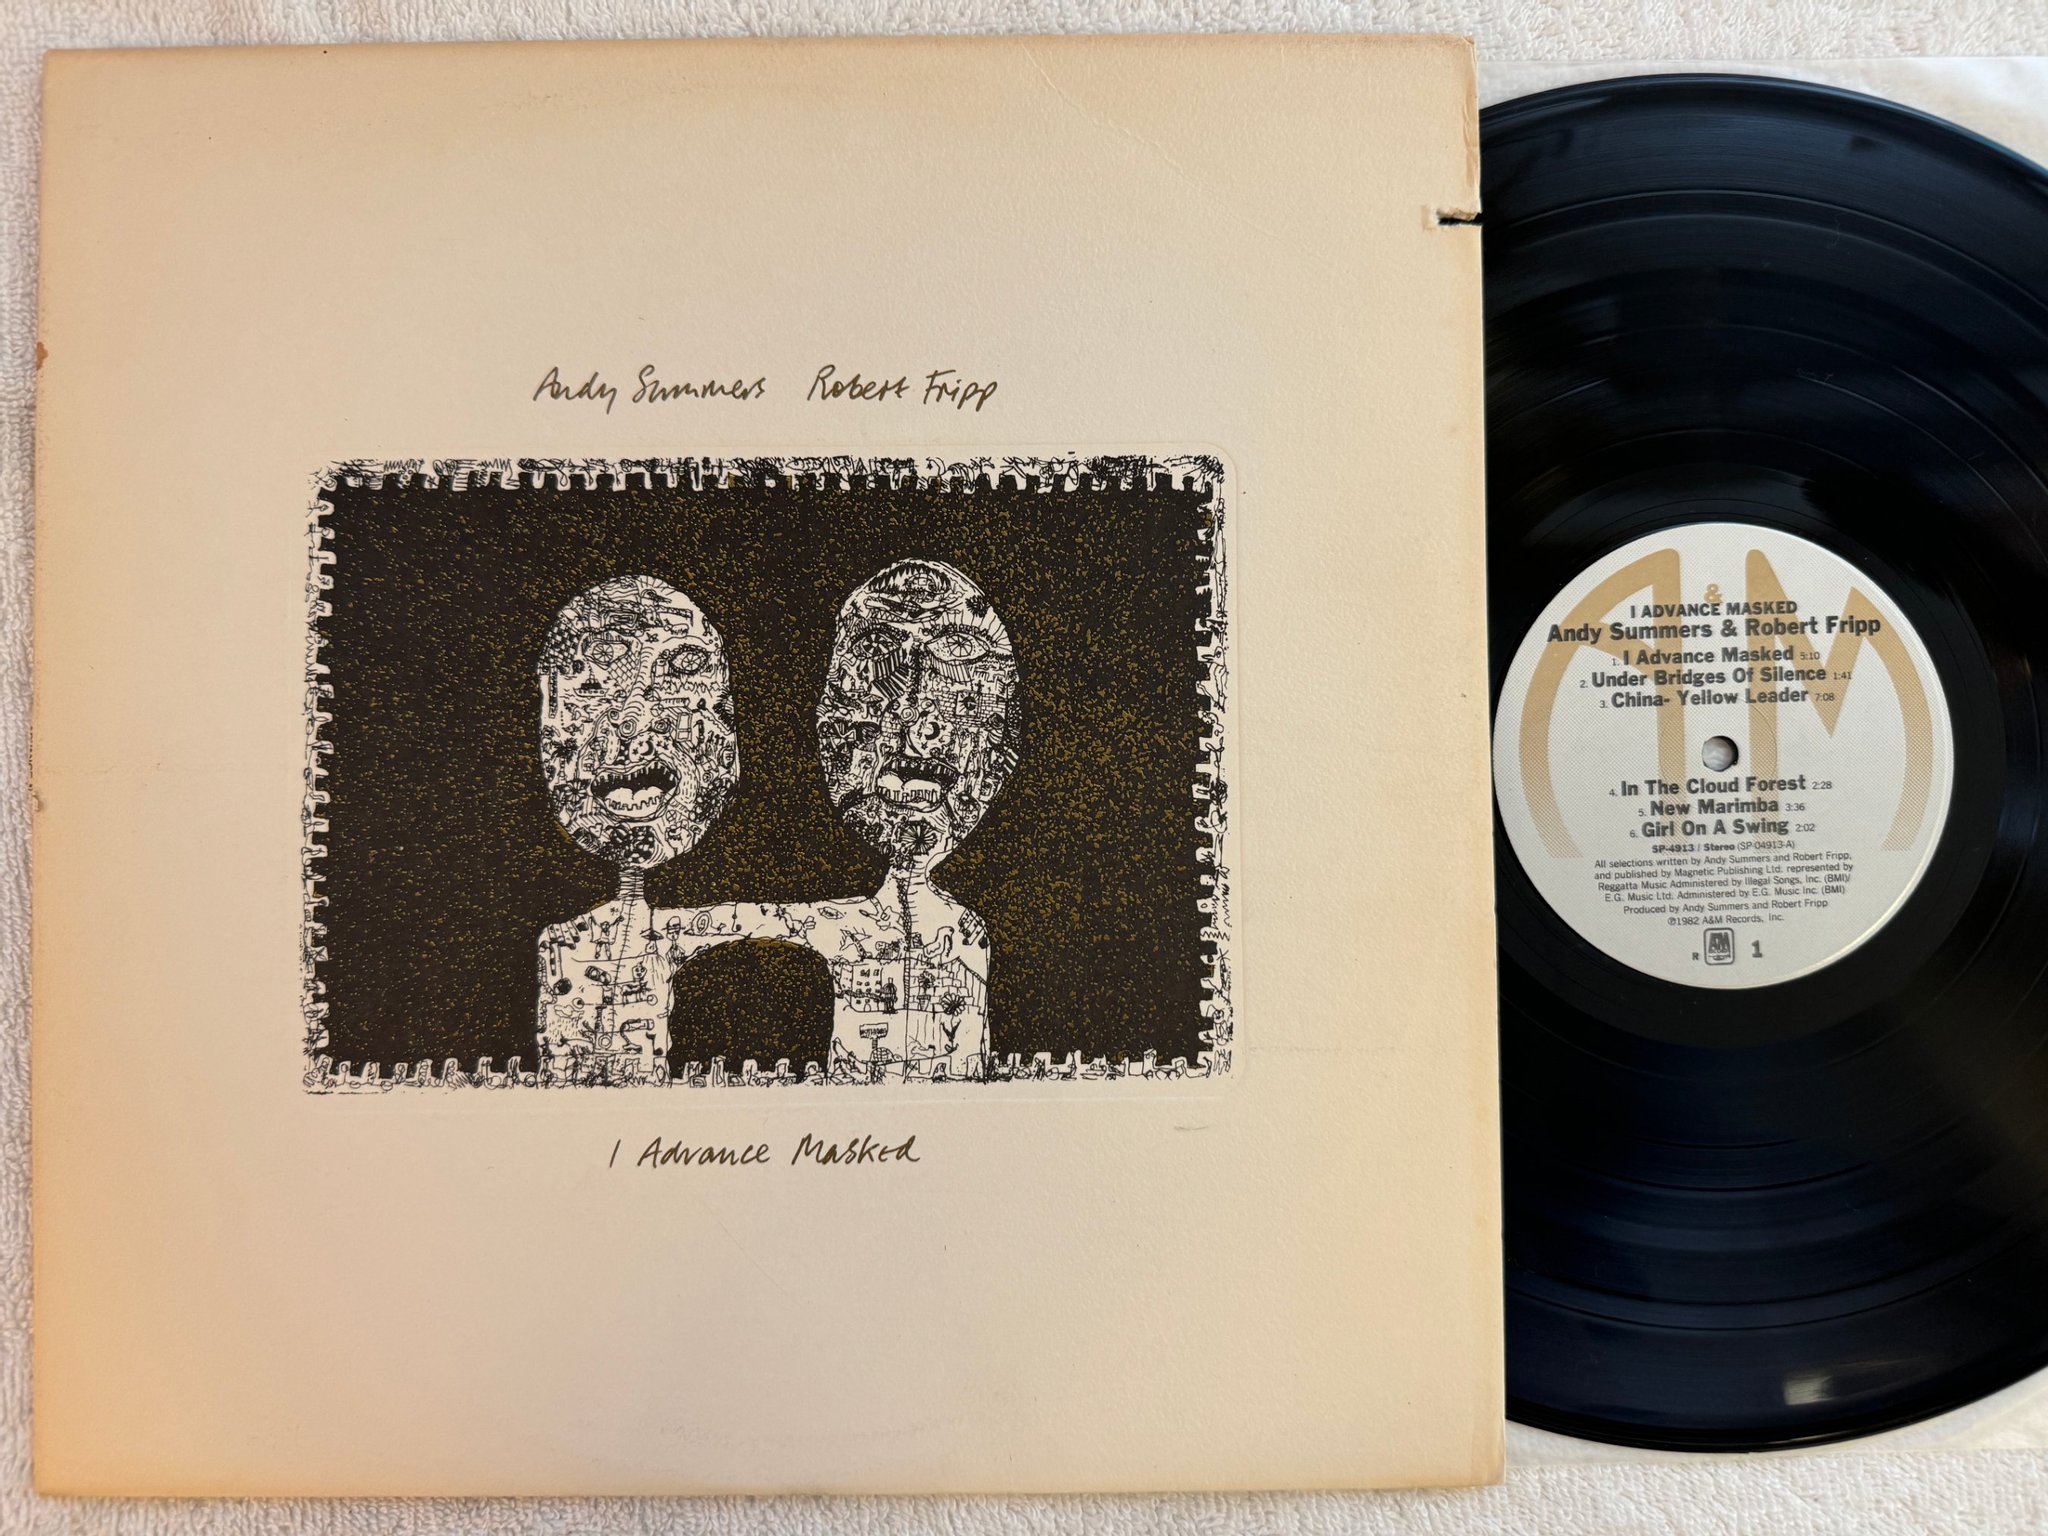 Andy Summers Robert Fripp
I Advance Masked
A&M
I ADVANCE MASKED
Andy Summers & Robert Fripp
1. I Advance Masked 5:10
2. Under Bridges Of Silence 1:41
3. China- Yellow Leader 7:08
4. In The Cloud Forest 2:28
5. New Marimba 3:36
6. Girl On A Swing 2:02
SP-4913 / Stereo (SP-04913-A)
All selections written by Andy Summers and Robert Fripp,
and published by Magnetic Publishing Ltd. represented by
Reggatta Music Administered by Illegal Songs, Inc. (BMI)/
E.G. Music Ltd. Administered by E.G. Music Inc. (BMI)
Produced by Andy Summers and Robert Fripp
℗1982 A&M Records, Inc.
R A&M 1